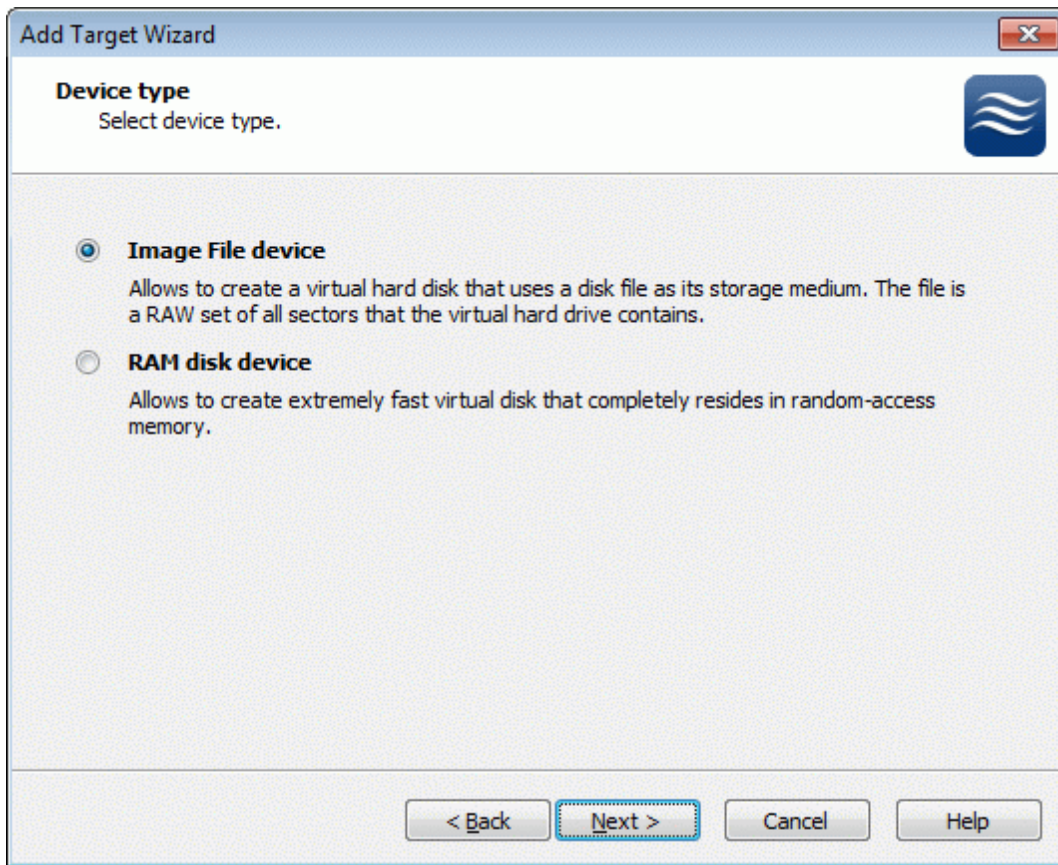 Add Target Wizard
Device type
Select device type.
Image File device
Allows to create a virtual hard disk that uses a disk file as its storage medium. The file is
a RAW set of all sectors that the virtual hard drive contains.
RAM disk device
Allows to create extremely fast virtual disk that completely resides in random-access
memory.
< Back
Next >
Cancel
Help